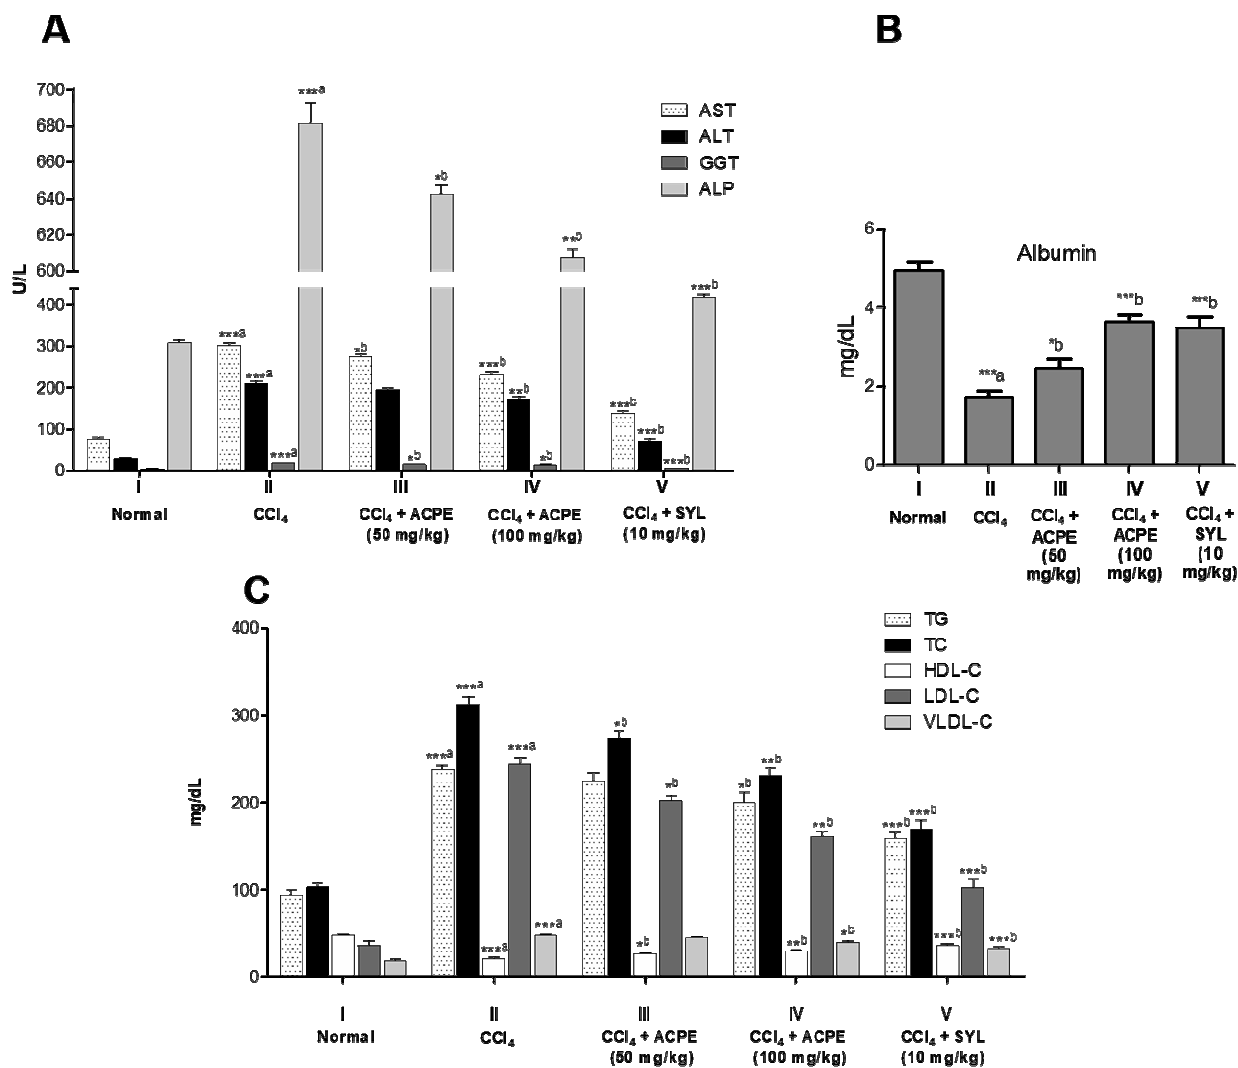 A
700
680
660
640
620
600
400
300
200
100
0
U/L
AST
ALT
GGT
ALP
***a
***a
***a
***a
*b
*b
*b
***b
**b
*b
**c
***b
***b
***b
***b
I
II
III
IV
V
Normal
CCl₄
CCl₄ + ACPE
(50 mg/kg)
CCl₄ + ACPE
(100 mg/kg)
CCl₄ + SYL
(10 mg/kg)
B
Albumin
6
4
2
0
mg/dL
***a
*b
***b
***b
I
II
III
IV
V
Normal
CCl₄
CCl₄ +
ACPE
(50
mg/kg)
CCl₄ +
ACPE
(100
mg/kg)
CCl₄ +
SYL
(10
mg/kg)
C
400
300
200
100
0
mg/dL
TG
TC
HDL-C
LDL-C
VLDL-C
***a
***a
***a
***a
***a
*b
*b
*b
*b
**b
**b
**b
*b
***b
***b
***b
***b
***b
I
II
III
IV
V
Normal
CCl₄
CCl₄ + ACPE
(50 mg/kg)
CCl₄ + ACPE
(100 mg/kg)
CCl₄ + SYL
(10 mg/kg)